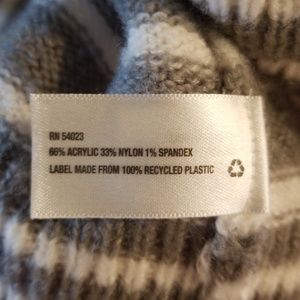 RN 54023
66% ACRYLIC 33% NYLON 1% SPANDEX
LABEL MADE FROM 100% RECYCLED PLASTIC